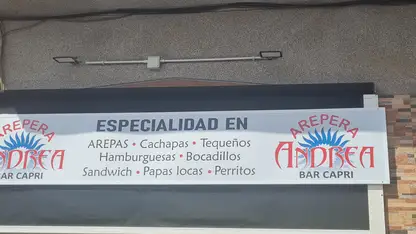 AREPERA
ANDREA
BAR CAPRI
ESPECIALIDAD EN
AREPAS • Cachapas • Tequeños
Hamburguesas • Bocadillos
Sandwich • Papas locas • Perritos
AREPERA
ANDREA
BAR CAPRI